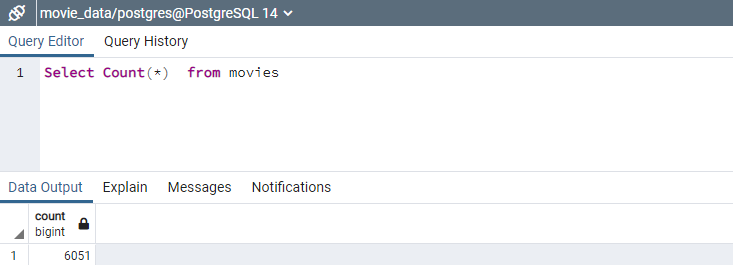 movie_data/postgres@PostgreSQL 14
Query Editor Query History
1 Select Count(*)  from movies
Data Output Explain Messages Notifications
count
bigint
1 6051